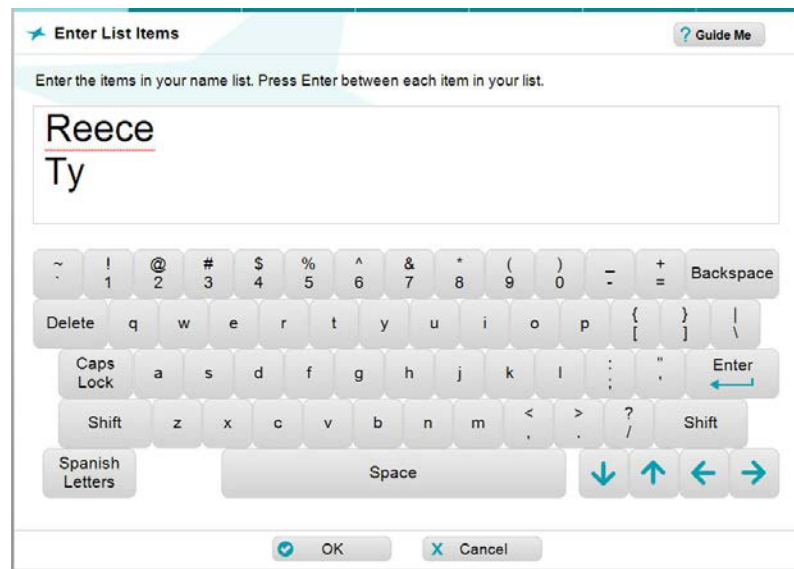 Enter List Items
? Guide Me
Enter the items in your name list. Press Enter between each item in your list.
Reece
Ty
~ ! @ # $ % ^ & * ( ) _ +
` 1 2 3 4 5 6 7 8 9 0 - = Backspace
{ } |
Delete q w e r t y u i o p [ ] \
Caps Lock a s d f g h j k l : ; " ' Enter
Shift z x c v b n m < , > . ? / Shift
Spanish Letters Space
OK X Cancel